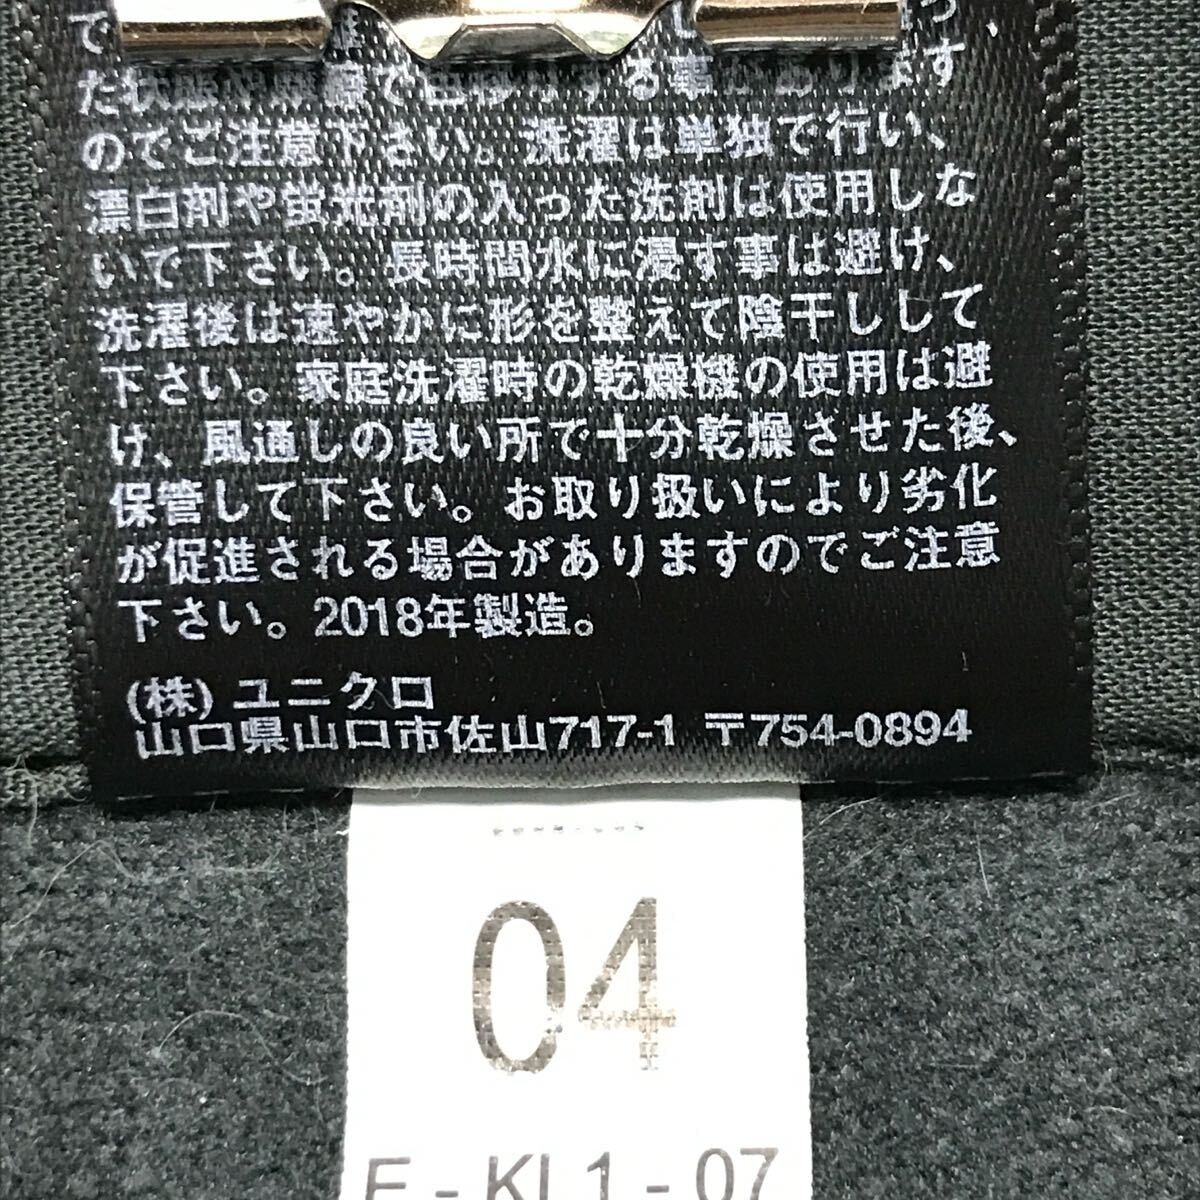 のでご注意下さい。洗濯は単独で行い、
漂白剤や蛍光剤の入った洗剤は使用しな
いで下さい。長時間水に浸す事は避け、
洗濯後は速やかに形を整えて陰干しして
下さい。家庭洗濯時の乾燥機の使用は避
け、風通しの良い所で十分乾燥させた後、
保管して下さい。お取り扱いにより劣化
が促進される場合がありますのでご注意
下さい。2018年製造。
(株)ユニクロ
山口県山口市佐山717-1 〒754-0894
04